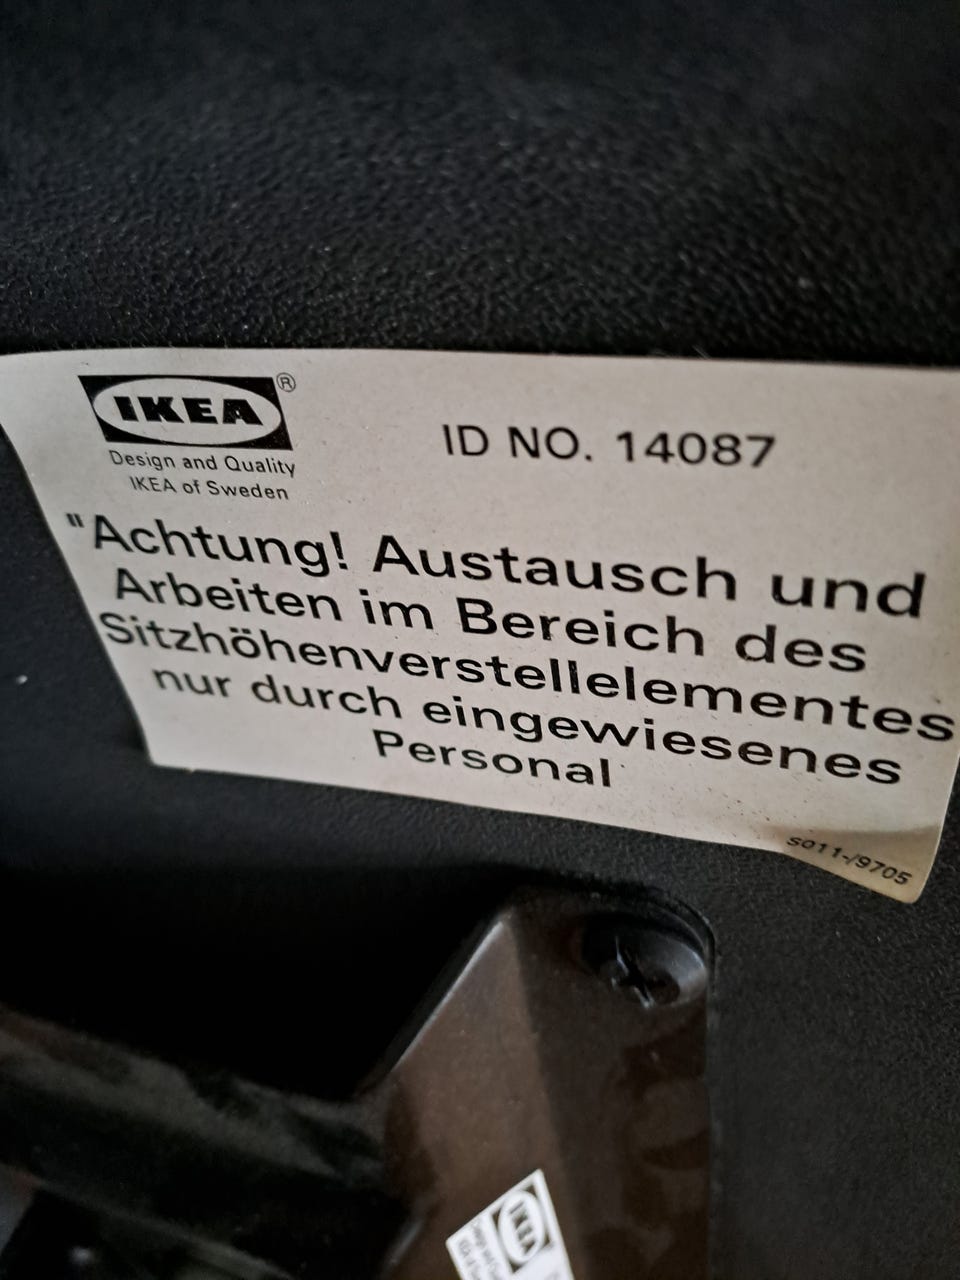 IKEA®
Design and Quality
IKEA of Sweden
ID NO. 14087
"Achtung! Austausch und
Arbeiten im Bereich des
Sitzhöhenverstellelementes
nur durch eingewiesenes
Personal
S011-/9705
IKEA